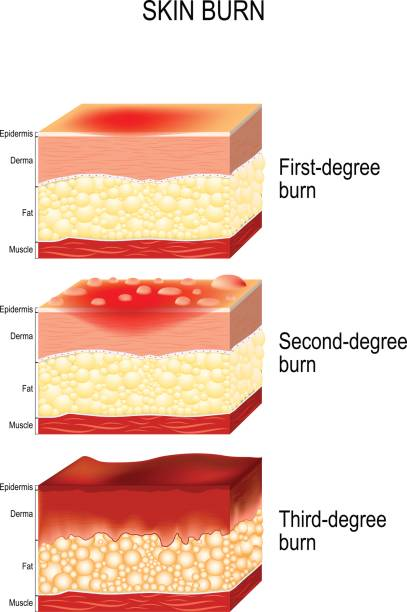 SKIN BURN
Epidermis
Derma
Fat
Muscle
First-degree
burn
Epidermis
Derma
Fat
Muscle
Second-degree
burn
Epidermis
Derma
Fat
Muscle
Third-degree
burn